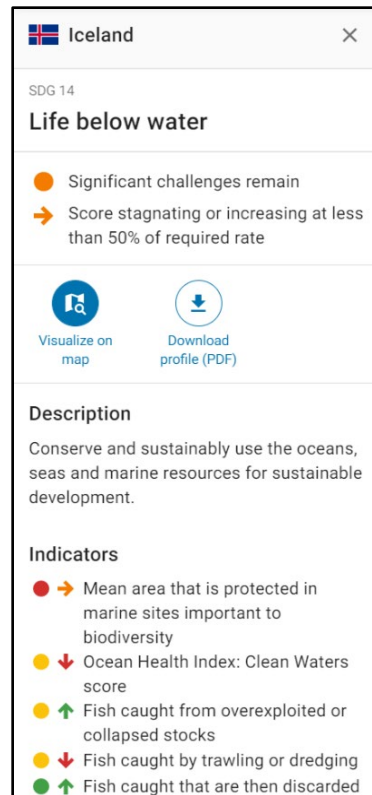 Iceland
SDG 14
Life below water
Significant challenges remain
Score stagnating or increasing at less
than 50% of required rate
Visualize on
map
Download
profile (PDF)
Description
Conserve and sustainably use the oceans,
seas and marine resources for sustainable
development.
Indicators
Mean area that is protected in
marine sites important to
biodiversity
Ocean Health Index: Clean Waters
score
Fish caught from overexploited or
collapsed stocks
Fish caught by trawling or dredging
Fish caught that are then discarded